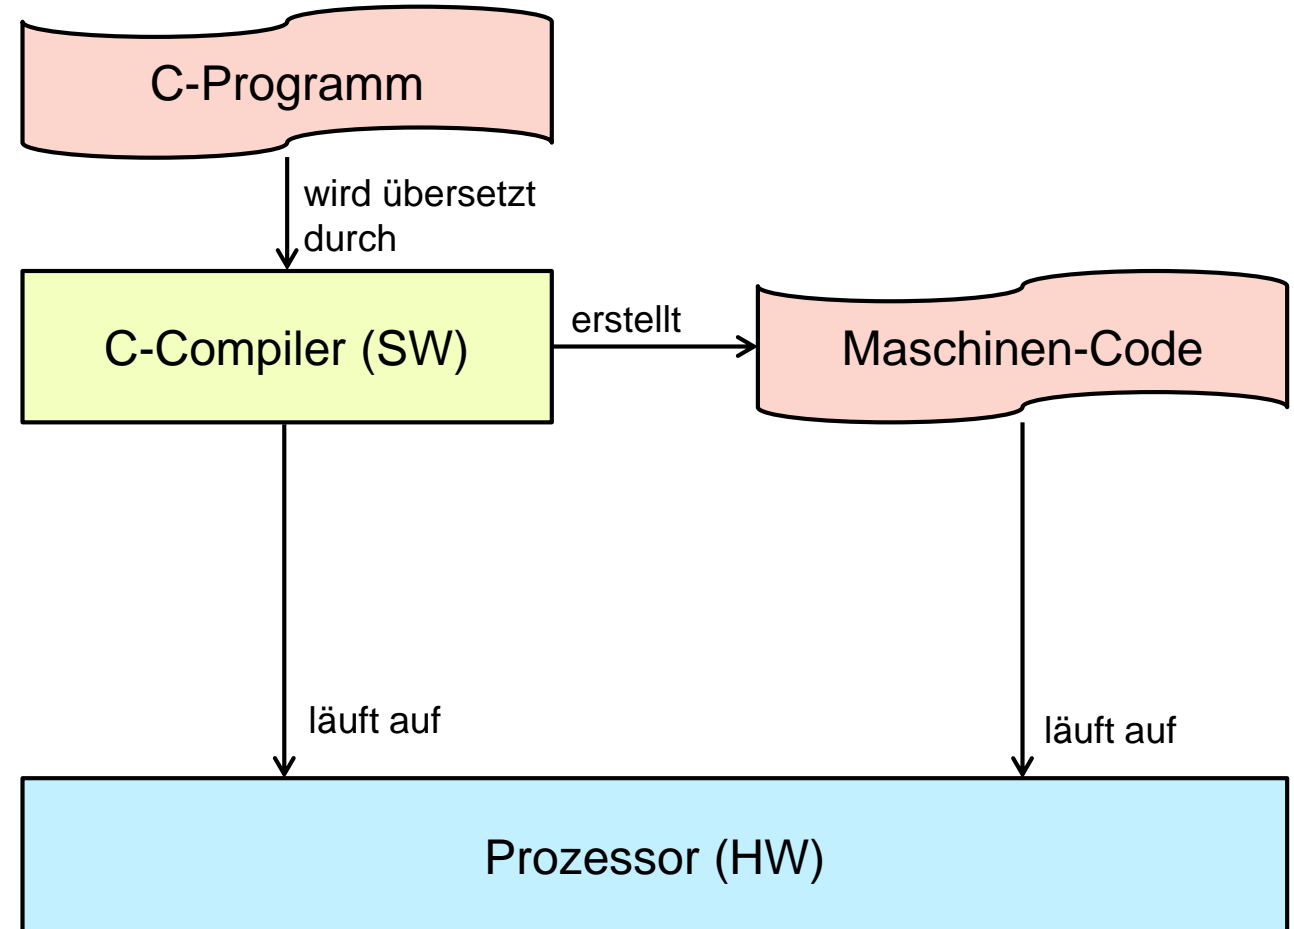 C-Programm
wird übersetzt
durch
C-Compiler (SW)
erstellt
Maschinen-Code
läuft auf
läuft auf
Prozessor (HW)